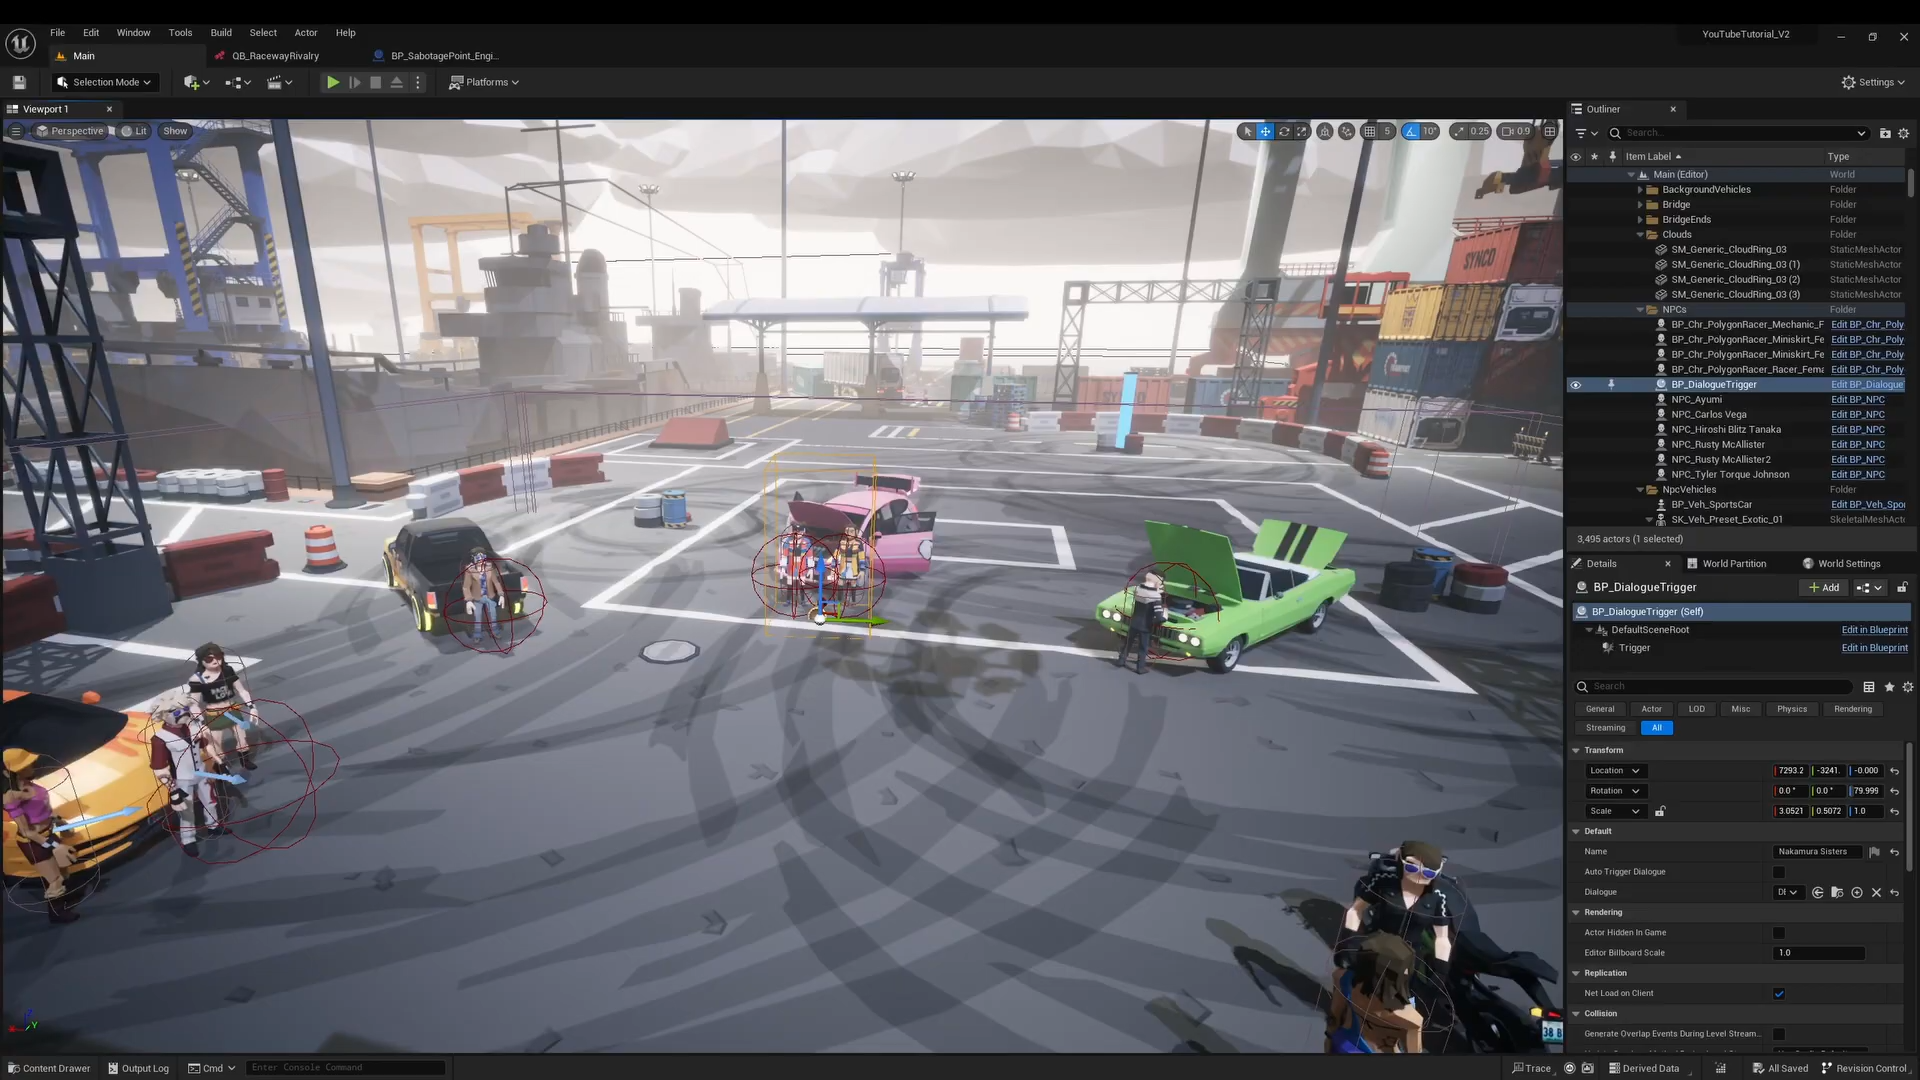 File Edit Window Tools Build Select Actor Help
YouTubeTutorial_V2
Main
QB_RacewayRivalry
BP_SabotagePoint_Engi...
Selection Mode
Platforms
Settings
Viewport 1
Perspective Lit Show
5 10° 0.25 0.9
SYNCO
Outliner
Search...
Item Label Type
Main (Editor) World
BackgroundVehicles Folder
Bridge Folder
BridgeEnds Folder
Clouds Folder
SM_Generic_CloudRing_03 StaticMeshActor
SM_Generic_CloudRing_03 (1) StaticMeshActor
SM_Generic_CloudRing_03 (2) StaticMeshActor
SM_Generic_CloudRing_03 (3) StaticMeshActor
NPCs Folder
BP_Chr_PolygonRacer_Mechanic_F Edit BP_Chr_Poly
BP_Chr_PolygonRacer_Miniskirt_Fe Edit BP_Chr_Poly
BP_Chr_PolygonRacer_Miniskirt_Fe Edit BP_Chr_Poly
BP_Chr_PolygonRacer_Racer_Fema Edit BP_Chr_Poly
BP_DialogueTrigger Edit BP_Dialogue
NPC_Ayumi Edit BP_NPC
NPC_Carlos Vega Edit BP_NPC
NPC_Hiroshi Blitz Tanaka Edit BP_NPC
NPC_Rusty McAllister Edit BP_NPC
NPC_Rusty McAllister2 Edit BP_NPC
NPC_Tyler Torque Johnson Edit BP_NPC
NpcVehicles Folder
BP_Veh_SportsCar Edit BP_Veh_Spo
SK_Veh_Preset_Exotic_01 SkeletalMeshActo
3,495 actors (1 selected)
Details World Partition World Settings
BP_DialogueTrigger
Add
BP_DialogueTrigger (Self)
DefaultSceneRoot Edit in Blueprint
Trigger Edit in Blueprint
Search
General Actor LOD Misc Physics Rendering
Streaming All
Transform
Location 7293.2 -3241. -0.000
Rotation 0.0 ° 0.0 ° 79.999
Scale 3.0521 0.5072 1.0
Default
Name Nakamura Sisters
Auto Trigger Dialogue
Dialogue
Rendering
Actor Hidden In Game
Editor Billboard Scale 1.0
Replication
Net Load on Client
Collision
Generate Overlap Events During Level Stream...
Content Drawer Output Log Cmd Enter Console Command
Trace Derived Data All Saved Revision Control